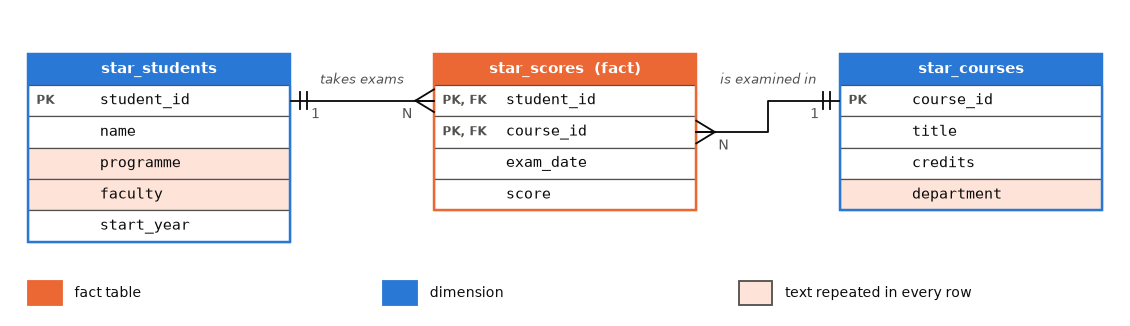 star_students
PK student_id
name
programme
faculty
start_year
takes exams
1
N
star_scores (fact)
PK, FK student_id
PK, FK course_id
exam_date
score
is examined in
N
1
star_courses
PK course_id
title
credits
department
fact table
dimension
text repeated in every row